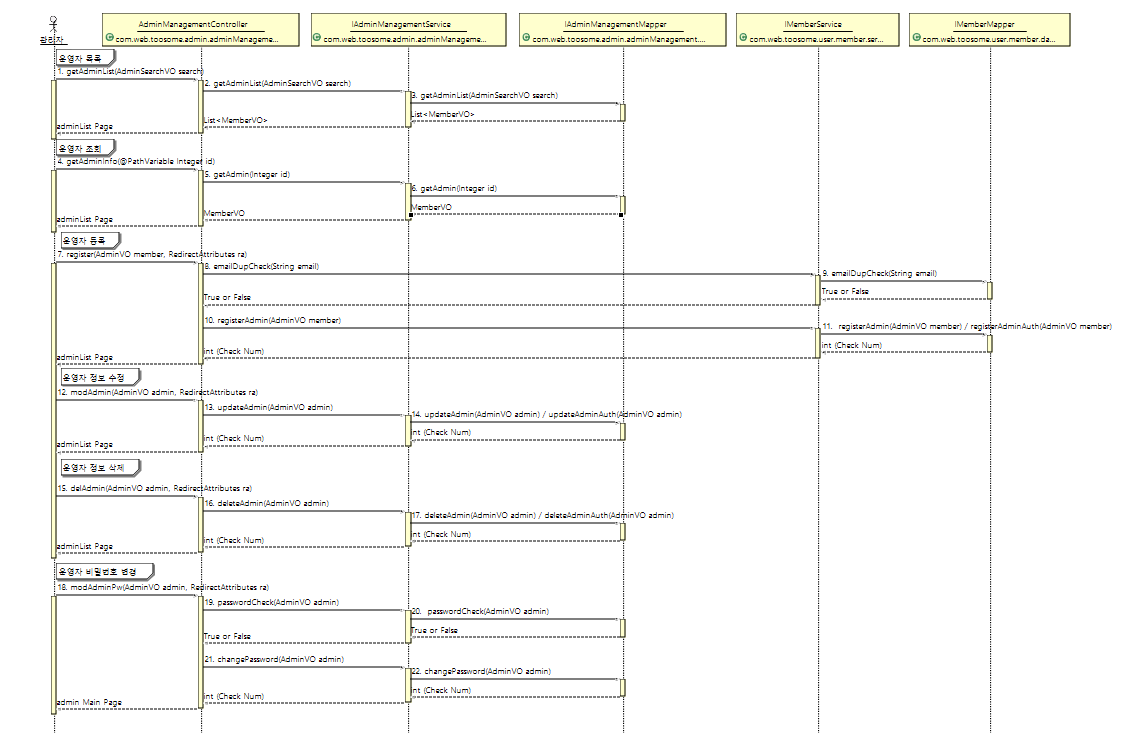 관리자
AdminManagementController
com.web.toosome.admin.adminManageme...
IAdminManagementService
com.web.toosome.admin.adminManageme...
IAdminManagementMapper
com.web.toosome.admin.adminManagement....
IMemberService
com.web.toosome.user.member.ser...
IMemberMapper
com.web.toosome.user.member.da...
운영자 목록
1. getAdminList(AdminSearchVO search)
2. getAdminList(AdminSearchVO search)
3. getAdminList(AdminSearchVO search)
List<MemberVO>
List<MemberVO>
adminList Page
운영자 조회
4. getAdminInfo(@PathVariable Integer id)
5. getAdmin(Integer id)
6. getAdmin(Integer id)
MemberVO
MemberVO
adminList Page
운영자 등록
7. register(AdminVO member, RedirectAttributes ra)
8. emailDupCheck(String email)
9. emailDupCheck(String email)
True or False
True or False
10. registerAdmin(AdminVO member)
11. registerAdmin(AdminVO member) / registerAdminAuth(AdminVO member)
int (Check Num)
int (Check Num)
adminList Page
운영자 정보 수정
12. modAdmin(AdminVO admin, RedirectAttributes ra)
13. updateAdmin(AdminVO admin)
14. updateAdmin(AdminVO admin) / updateAdminAuth(AdminVO admin)
int (Check Num)
int (Check Num)
adminList Page
운영자 정보 삭제
15. delAdmin(AdminVO admin, RedirectAttributes ra)
16. deleteAdmin(AdminVO admin)
17. deleteAdmin(AdminVO admin) / deleteAdminAuth(AdminVO admin)
int (Check Num)
int (Check Num)
adminList Page
운영자 비밀번호 변경
18. modAdminPw(AdminVO admin, RedirectAttributes ra)
19. passwordCheck(AdminVO admin)
20. passwordCheck(AdminVO admin)
True or False
True or False
21. changePassword(AdminVO admin)
22. changePassword(AdminVO admin)
int (Check Num)
int (Check Num)
admin Main Page